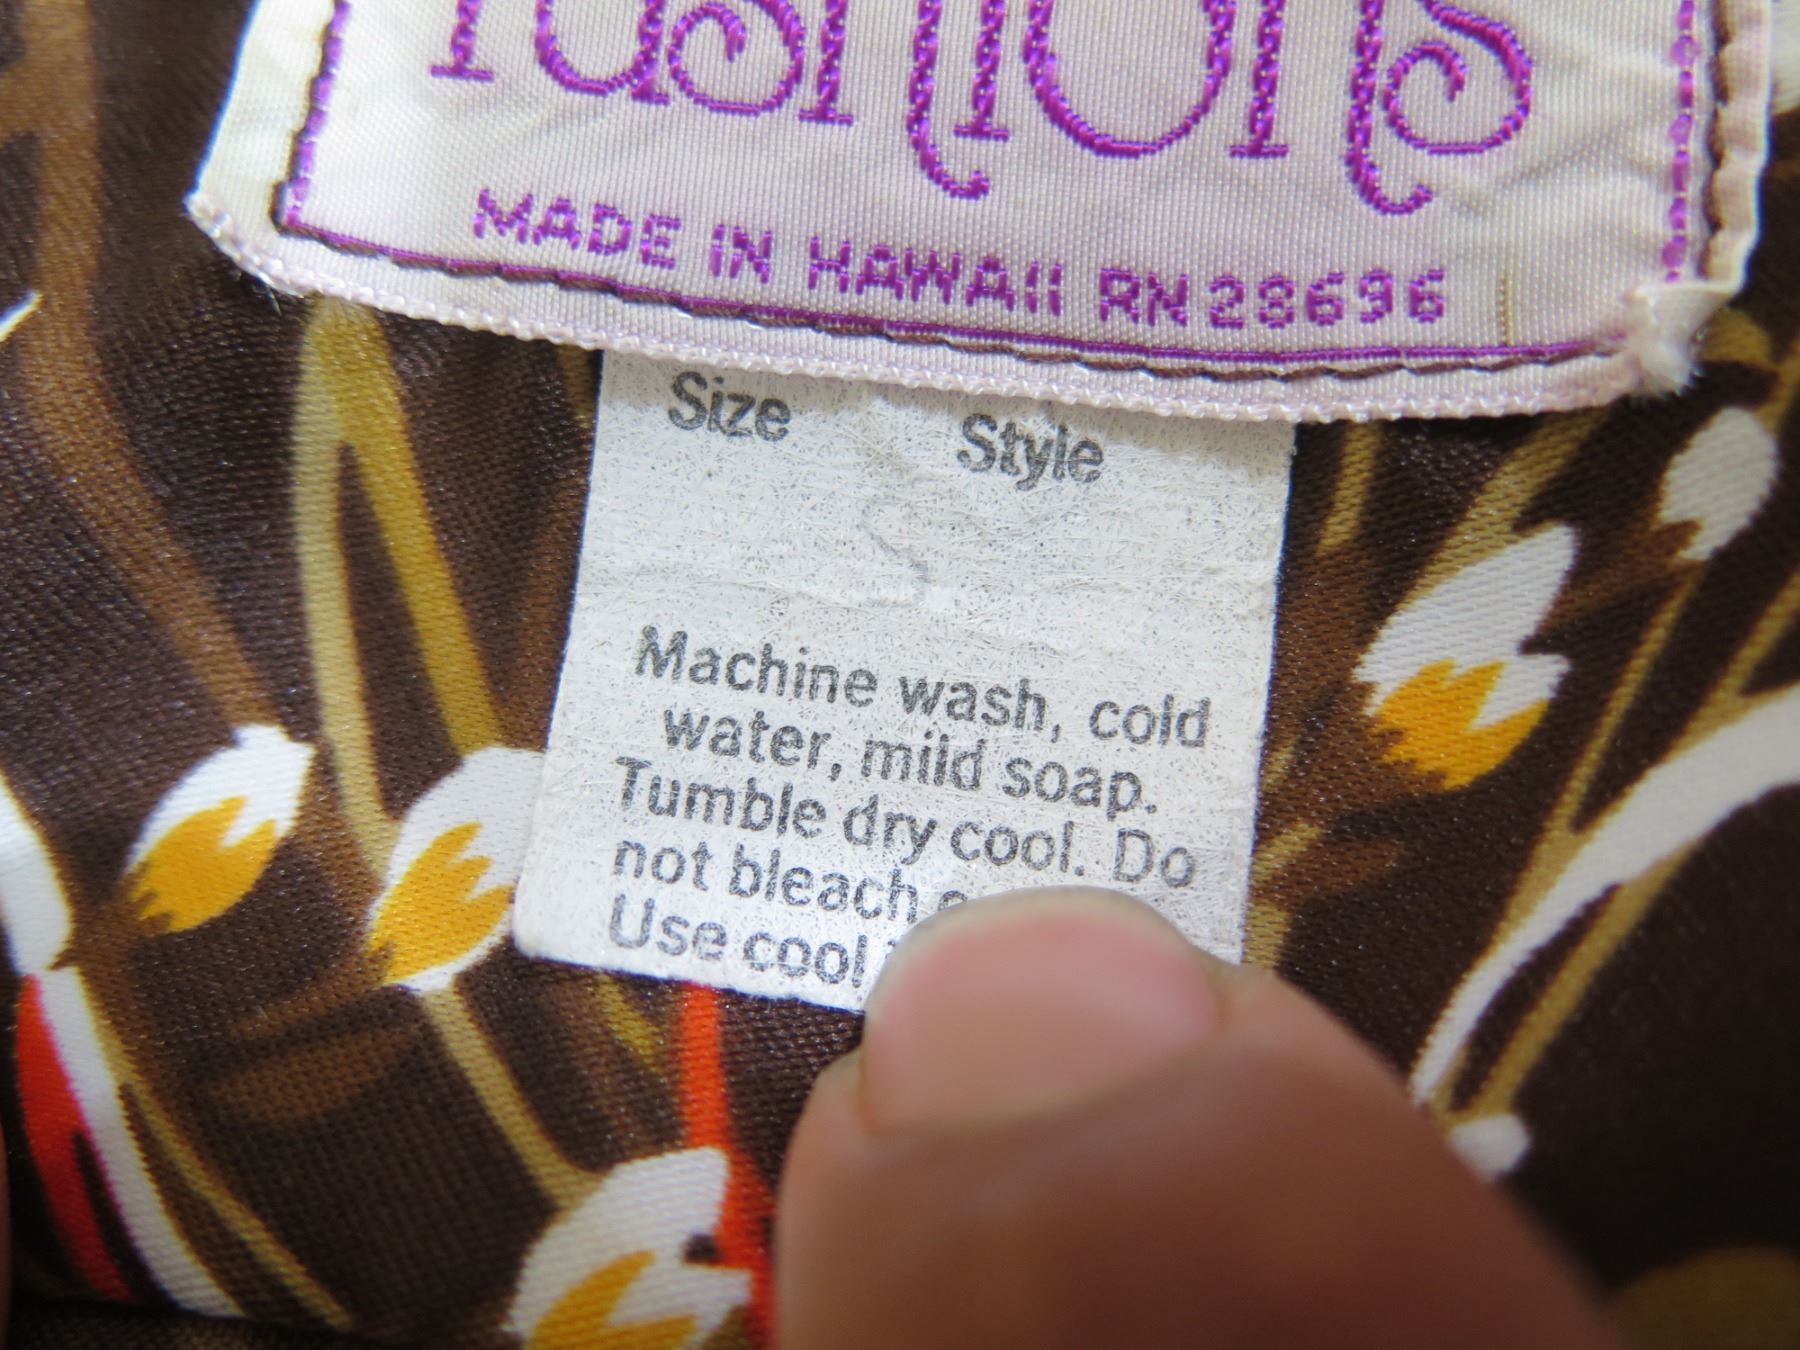 fashions
MADE IN HAWAII RN 28696
Size Style
Machine wash, cold
water, mild soap.
Tumble dry cool. Do
not bleach
Use cool